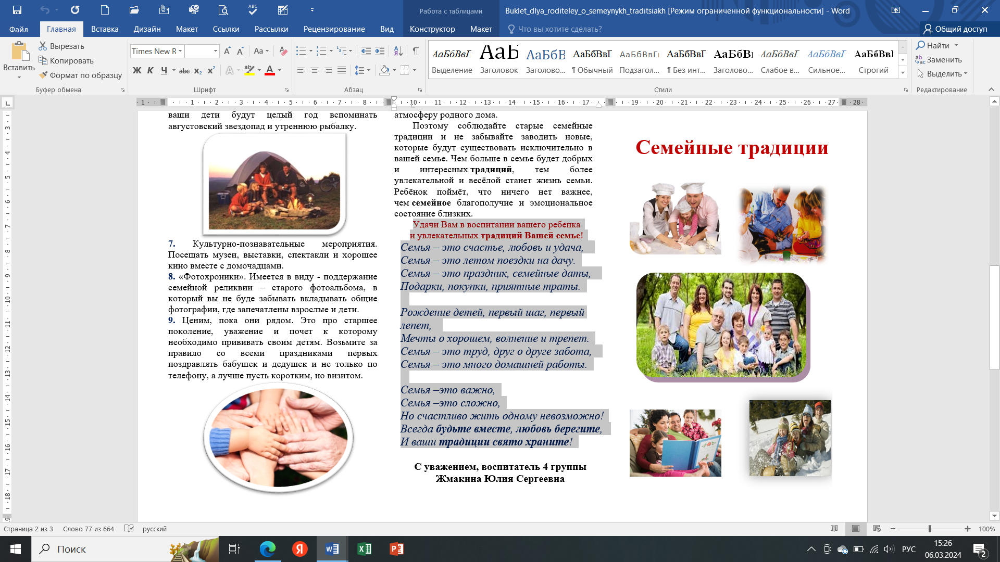 Работа с таблицами
Buklet_dlya_roditeley_o_semeynykh_traditsiakh [Режим ограниченной функциональности] - Word
Файл Главная Вставка Дизайн Макет Ссылки Рассылки Рецензирование Вид Конструктор Макет Что вы хотите сделать? Общий доступ
Вставить
Вырезать
Копировать
Формат по образцу
Буфер обмена
Times New R
Ж К Ч abc x₂ x²
Шрифт
Абзац
АаБбВвГ АаБ АаБбВ АаБбВвГ АаБбВвГг АаБбВвГ АаБбВв АаБбВвГ АаБбВвГ АаБбВвГ
Выделение Заголовок Заголово... ¶ Обычный Подзагол... ¶ Без инт... Заголово... Слабое в... Сильное... Строгий
Стили
Найти
Заменить
Выделить
Редактирование
ваши дети будут целый год вспоминать
августовский звездопад и утреннюю рыбалку.
7. Культурно-познавательные мероприятия.
Посещать музеи, выставки, спектакли и хорошее
кино вместе с домочадцами.
8. «Фотохроники». Имеется в виду - поддержание
семейной реликвии – старого фотоальбома, в
который вы не буде забывать вкладывать общие
фотографии, где запечатлены взрослые и дети.
9. Ценим, пока они рядом. Это про старшее
поколение, уважение и почет к которому
необходимо прививать своим детям. Возьмите за
правило со всеми праздниками первых
поздравлять бабушек и дедушек и не только по
телефону, а лучше пусть коротким, но визитом.
атмосферу родного дома.
Поэтому соблюдайте старые семейные
традиции и не забывайте заводить новые,
которые будут существовать исключительно в
вашей семье. Чем больше в семье будет добрых
и интересных традиций, тем более
увлекательной и весёлой станет жизнь семьи.
Ребёнок поймёт, что ничего нет важнее,
чем семейное благополучие и эмоциональное
состояние близких.
Удачи Вам в воспитании вашего ребенка
и увлекательных традиций Вашей семье!
Семья – это счастье, любовь и удача,
Семья – это летом поездки на дачу.
Семья – это праздник, семейные даты,
Подарки, покупки, приятные траты.
Рождение детей, первый шаг, первый
лепет,
Мечты о хорошем, волнение и трепет.
Семья – это труд, друг о друге забота,
Семья – это много домашней работы.
Семья –это важно,
Семья –это сложно,
Но счастливо жить одному невозможно!
Всегда будьте вместе, любовь берегите,
И ваши традиции свято храните!
С уважением, воспитатель 4 группы
Жмакина Юлия Сергеевна
Семейные традиции
Страница 2 из 3 Слово 77 из 664 русский 100%
Поиск
РУС
15:26
06.03.2024
2